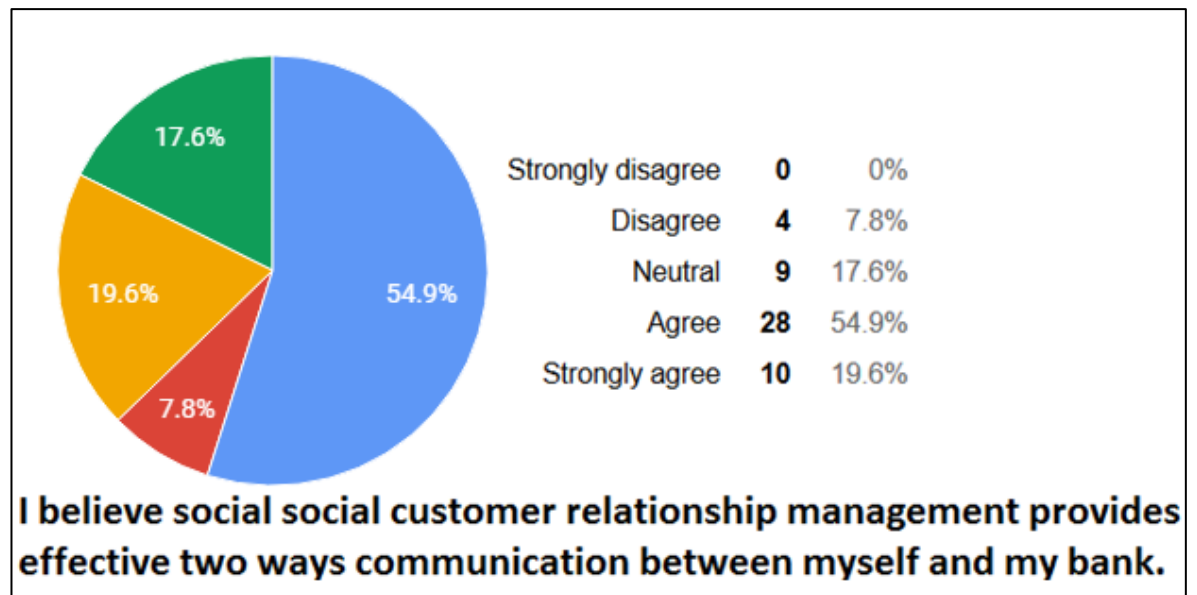 17.6%
19.6%
54.9%
7.8%
Strongly disagree 0 0%
Disagree 4 7.8%
Neutral 9 17.6%
Agree 28 54.9%
Strongly agree 10 19.6%
I believe social social customer relationship management provides
effective two ways communication between myself and my bank.